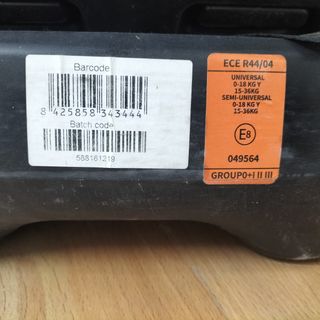 Barcode
8 425858 343444
Batch code
588161219
ECE R44/04
UNIVERSAL
0-18 KG Y
15-36KG
SEMI-UNIVERSAL
0-18 KG Y
15-36KG
E8
049564
GROUP0+I II III